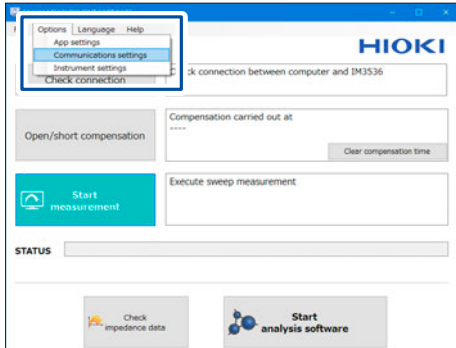 Options Language Help
App settings
Communications settings
Instrument settings
HIOKI
Check connection
ck connection between computer and IM3536
Open/short compensation
Compensation carried out at
----
Clear compensation time
Start
measurement
Execute sweep measurement
STATUS
Check
impedance data
Start
analysis software